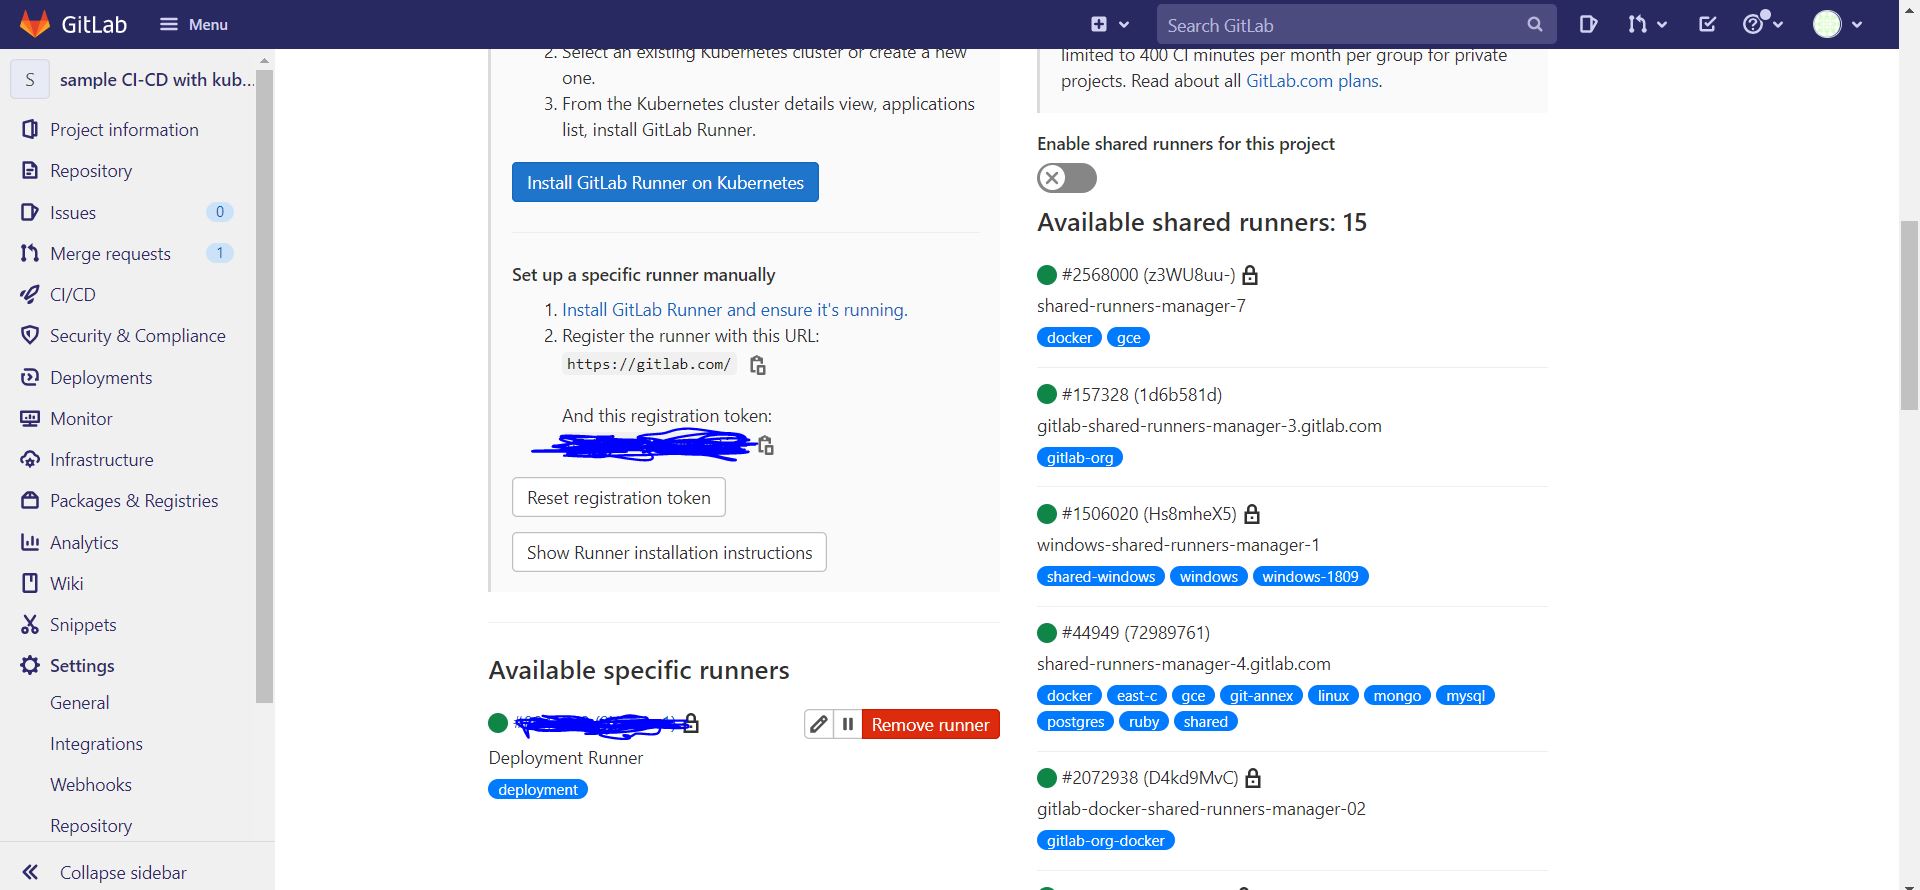 GitLab
Menu
Search GitLab
S
sample CI-CD with kub...
Project information
Repository
Issues
0
Merge requests
1
CI/CD
Security & Compliance
Deployments
Monitor
Infrastructure
Packages & Registries
Analytics
Wiki
Snippets
Settings
General
Integrations
Webhooks
Repository
Collapse sidebar
2. Select an existing Kubernetes cluster or create a new
one.
3. From the Kubernetes cluster details view, applications
list, install GitLab Runner.
Install GitLab Runner on Kubernetes
Set up a specific runner manually
1. Install GitLab Runner and ensure it's running.
2. Register the runner with this URL:
https://gitlab.com/
And this registration token:
Reset registration token
Show Runner installation instructions
Available specific runners
Remove runner
Deployment Runner
deployment
limited to 400 CI minutes per month per group for private
projects. Read about all GitLab.com plans.
Enable shared runners for this project
Available shared runners: 15
#2568000 (z3WU8uu-)
shared-runners-manager-7
docker gce
#157328 (1d6b581d)
gitlab-shared-runners-manager-3.gitlab.com
gitlab-org
#1506020 (Hs8mheX5)
windows-shared-runners-manager-1
shared-windows windows windows-1809
#44949 (72989761)
shared-runners-manager-4.gitlab.com
docker east-c gce git-annex linux mongo mysql
postgres ruby shared
#2072938 (D4kd9MvC)
gitlab-docker-shared-runners-manager-02
gitlab-org-docker